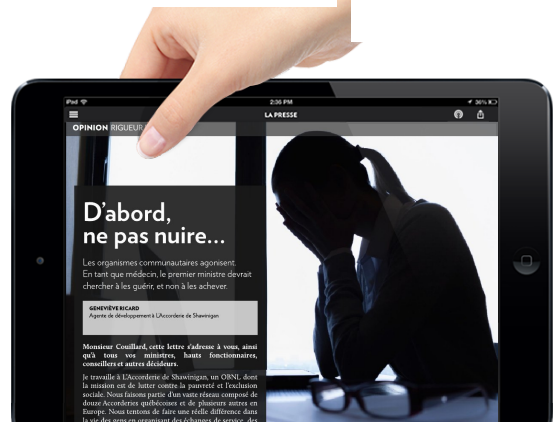 iPad
2:36 PM
36%
LA PRESSE
OPINION RIGUEUR
D'abord,
ne pas nuire...
Les organismes communautaires agonisent.
En tant que médecin, le premier ministre devrait
chercher à les guérir, et non à les achever.
GENEVIÈVE RICARD
Agente de développement à L'Accorderie de Shawinigan
Monsieur Couillard, cette lettre s'adresse à vous, ainsi
qu'à tous vos ministres, hauts fonctionnaires,
conseillers et autres décideurs.
Je travaille à L'Accorderie de Shawinigan, un OBNL dont
la mission est de lutter contre la pauvreté et l'exclusion
sociale. Nous faisons partie d'un vaste réseau composé de
douze Accorderies québécoises et de plusieurs autres en
Europe. Nous tentons de faire une réelle différence dans
la vie des gens en organisant des échanges de service, des